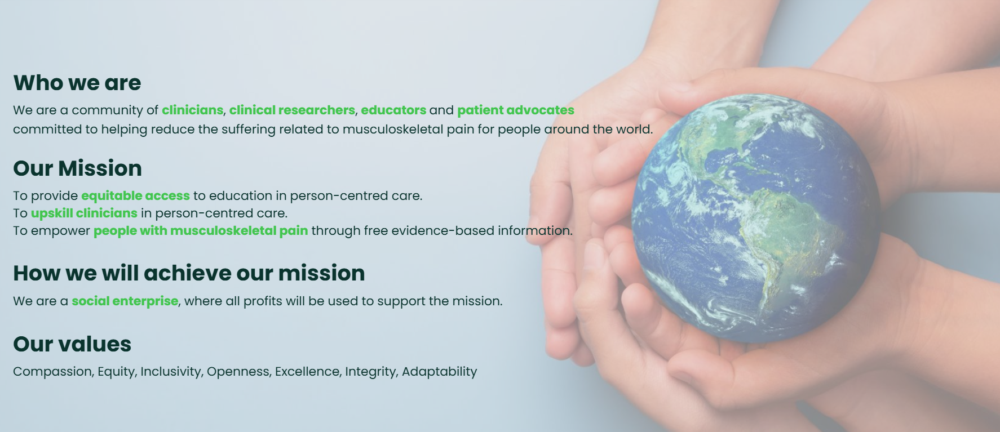 Who we are
We are a community of clinicians, clinical researchers, educators and patient advocates
committed to helping reduce the suffering related to musculoskeletal pain for people around the world.
Our Mission
To provide equitable access to education in person-centred care.
To upskill clinicians in person-centred care.
To empower people with musculoskeletal pain through free evidence-based information.
How we will achieve our mission
We are a social enterprise, where all profits will be used to support the mission.
Our values
Compassion, Equity, Inclusivity, Openness, Excellence, Integrity, Adaptability